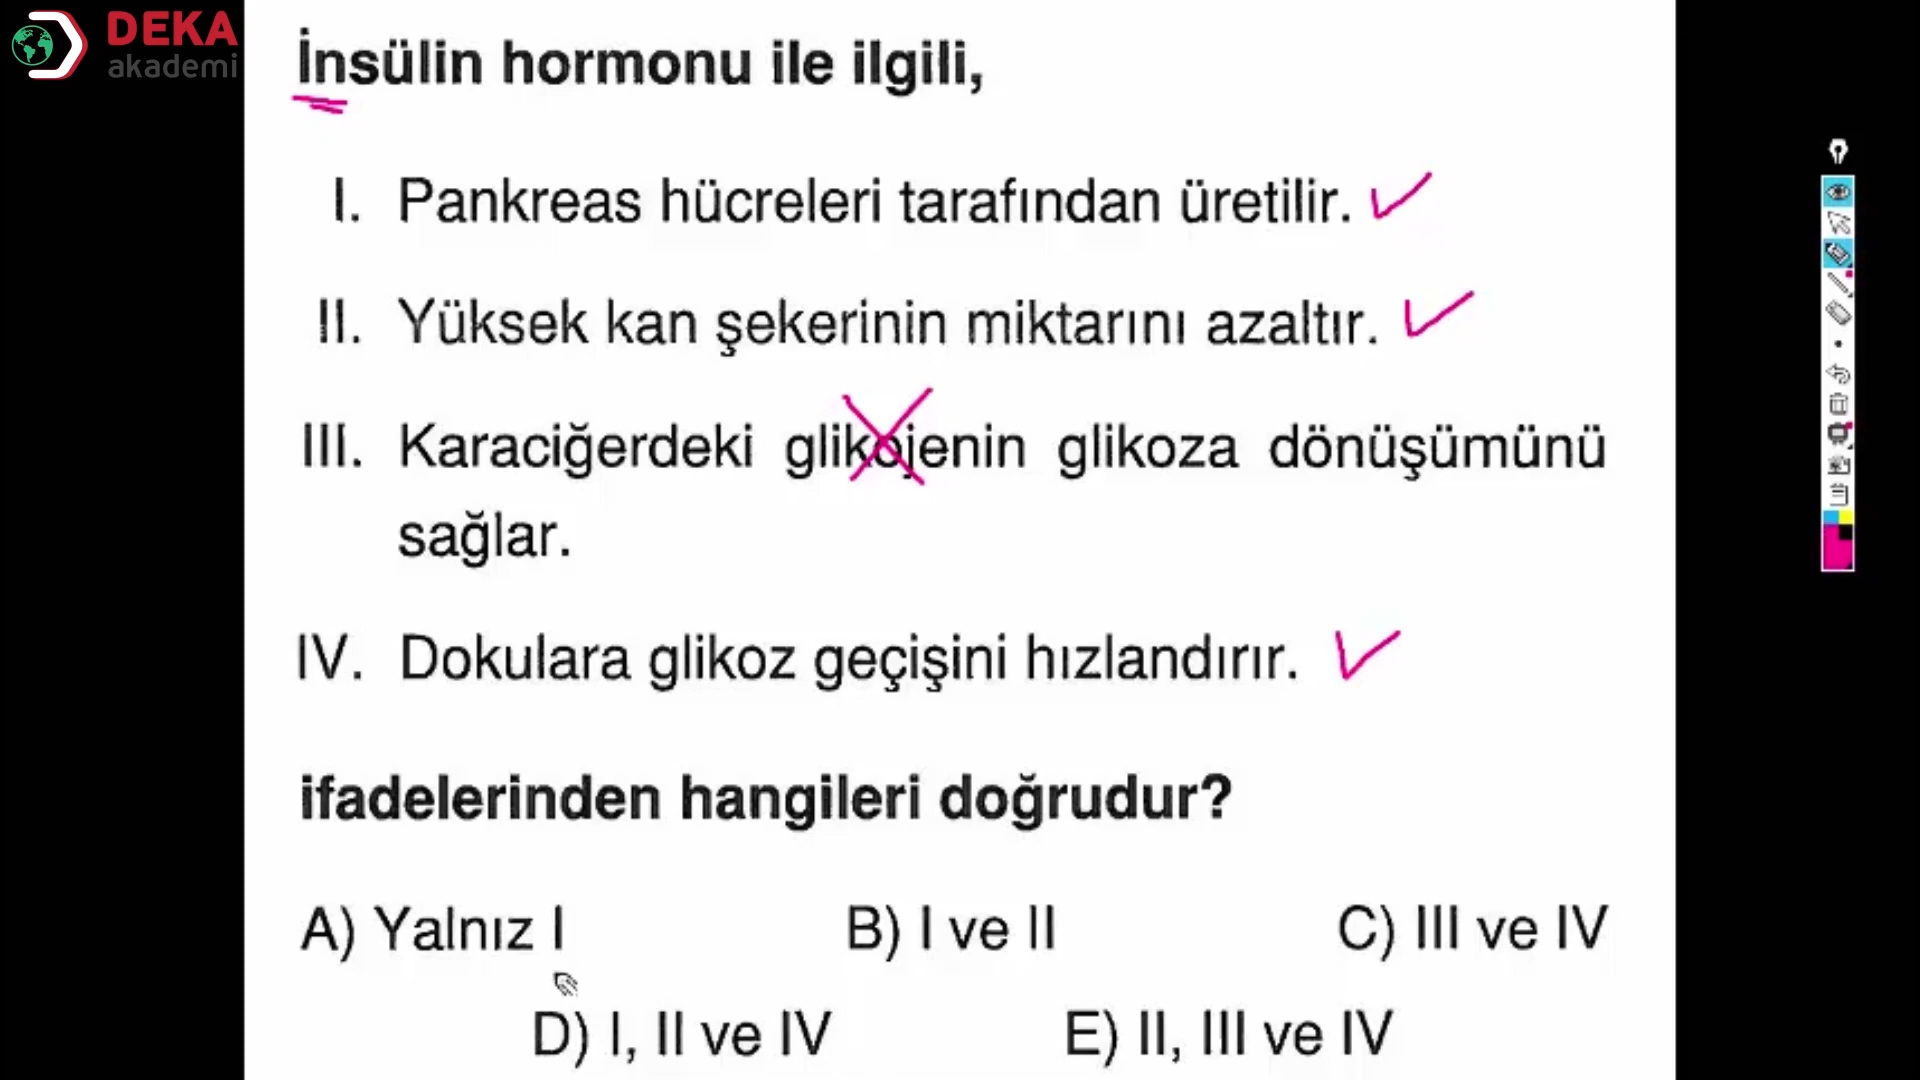 DEKA
akademi
İnsülin hormonu ile ilgili,
I. Pankreas hücreleri tarafından üretilir.
II. Yüksek kan şekerinin miktarını azaltır.
III. Karaciğerdeki glikojenin glikoza dönüşümünü
sağlar.
IV. Dokulara glikoz geçişini hızlandırır.
ifadelerinden hangileri doğrudur?
A) Yalnız I B) I ve II C) III ve IV
D) I, II ve IV E) II, III ve IV